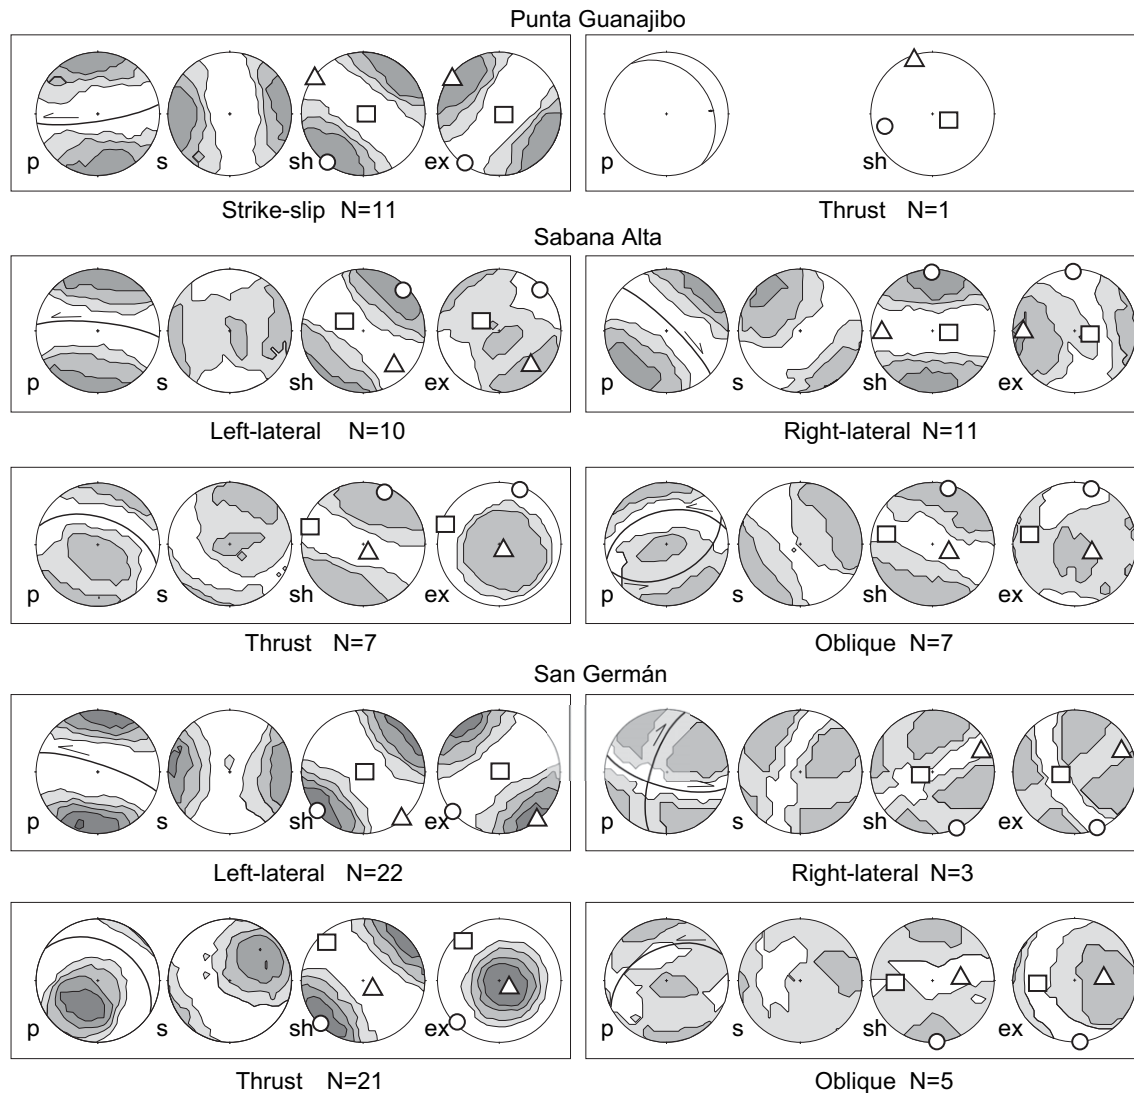 Punta Guanajibo
p s sh ex p sh
Strike-slip N=11 Thrust N=1
Sabana Alta
p s sh ex p s sh ex
Left-lateral N=10 Right-lateral N=11
p s sh ex p s sh ex
Thrust N=7 Oblique N=7
San Germán
p s sh ex p s sh ex
Left-lateral N=22 Right-lateral N=3
p s sh ex p s sh ex
Thrust N=21 Oblique N=5